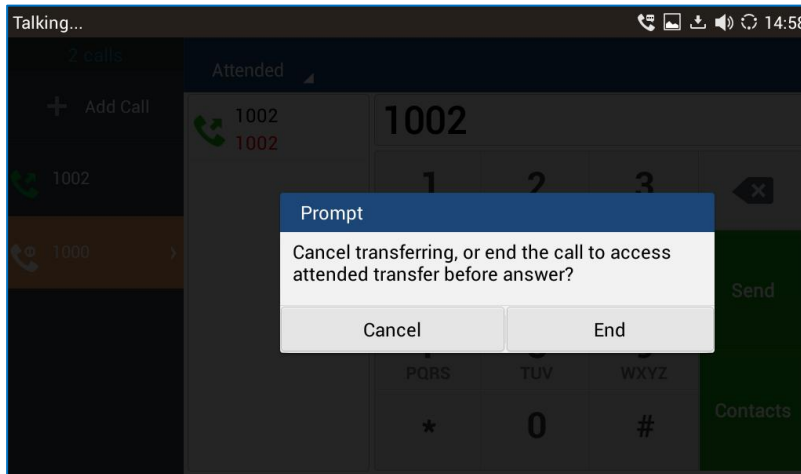 Talking...
14:58
2 calls
Attended
+ Add Call
1002
1002
1002
1002
1
2
3
1000
Prompt
Cancel transferring, or end the call to access
attended transfer before answer?
Cancel
End
Send
PQRS
TUV
WXYZ
*
0
#
Contacts